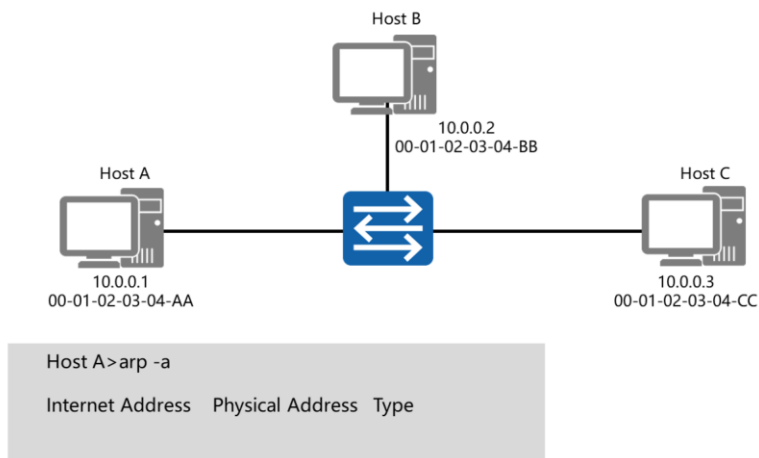 Host B
10.0.0.2
00-01-02-03-04-BB
Host A
Host C
10.0.0.1
00-01-02-03-04-AA
10.0.0.3
00-01-02-03-04-CC
Host A>arp -a
Internet Address Physical Address Type